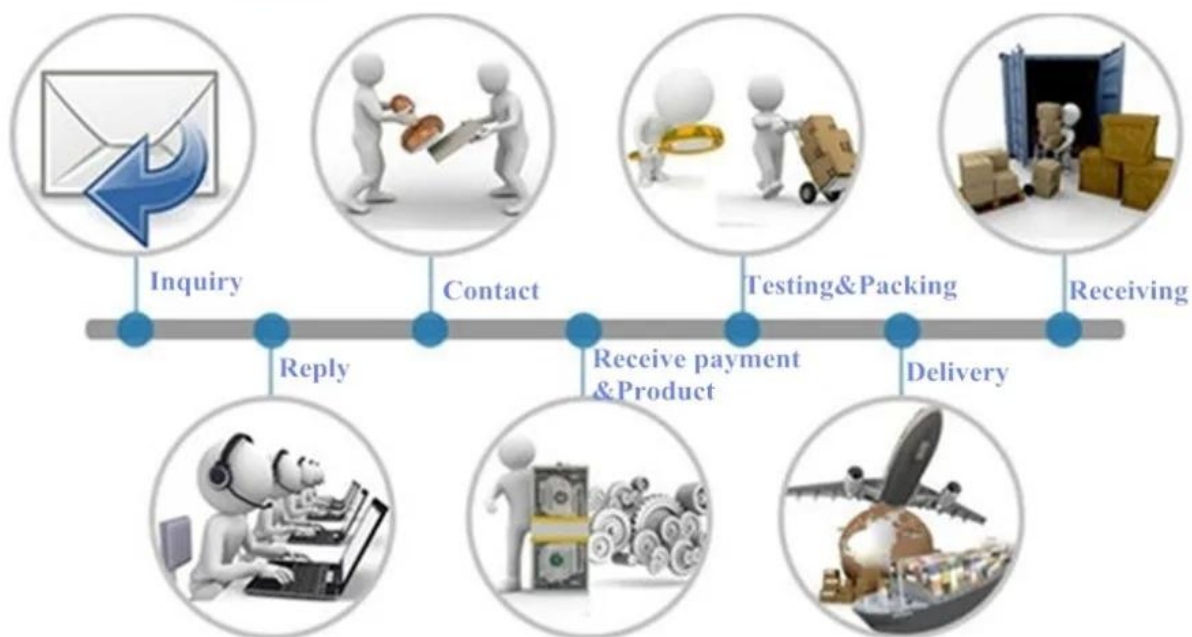 Inquiry
Contact
Testing&Packing
Receiving
Reply
Receive payment
&Product
Delivery